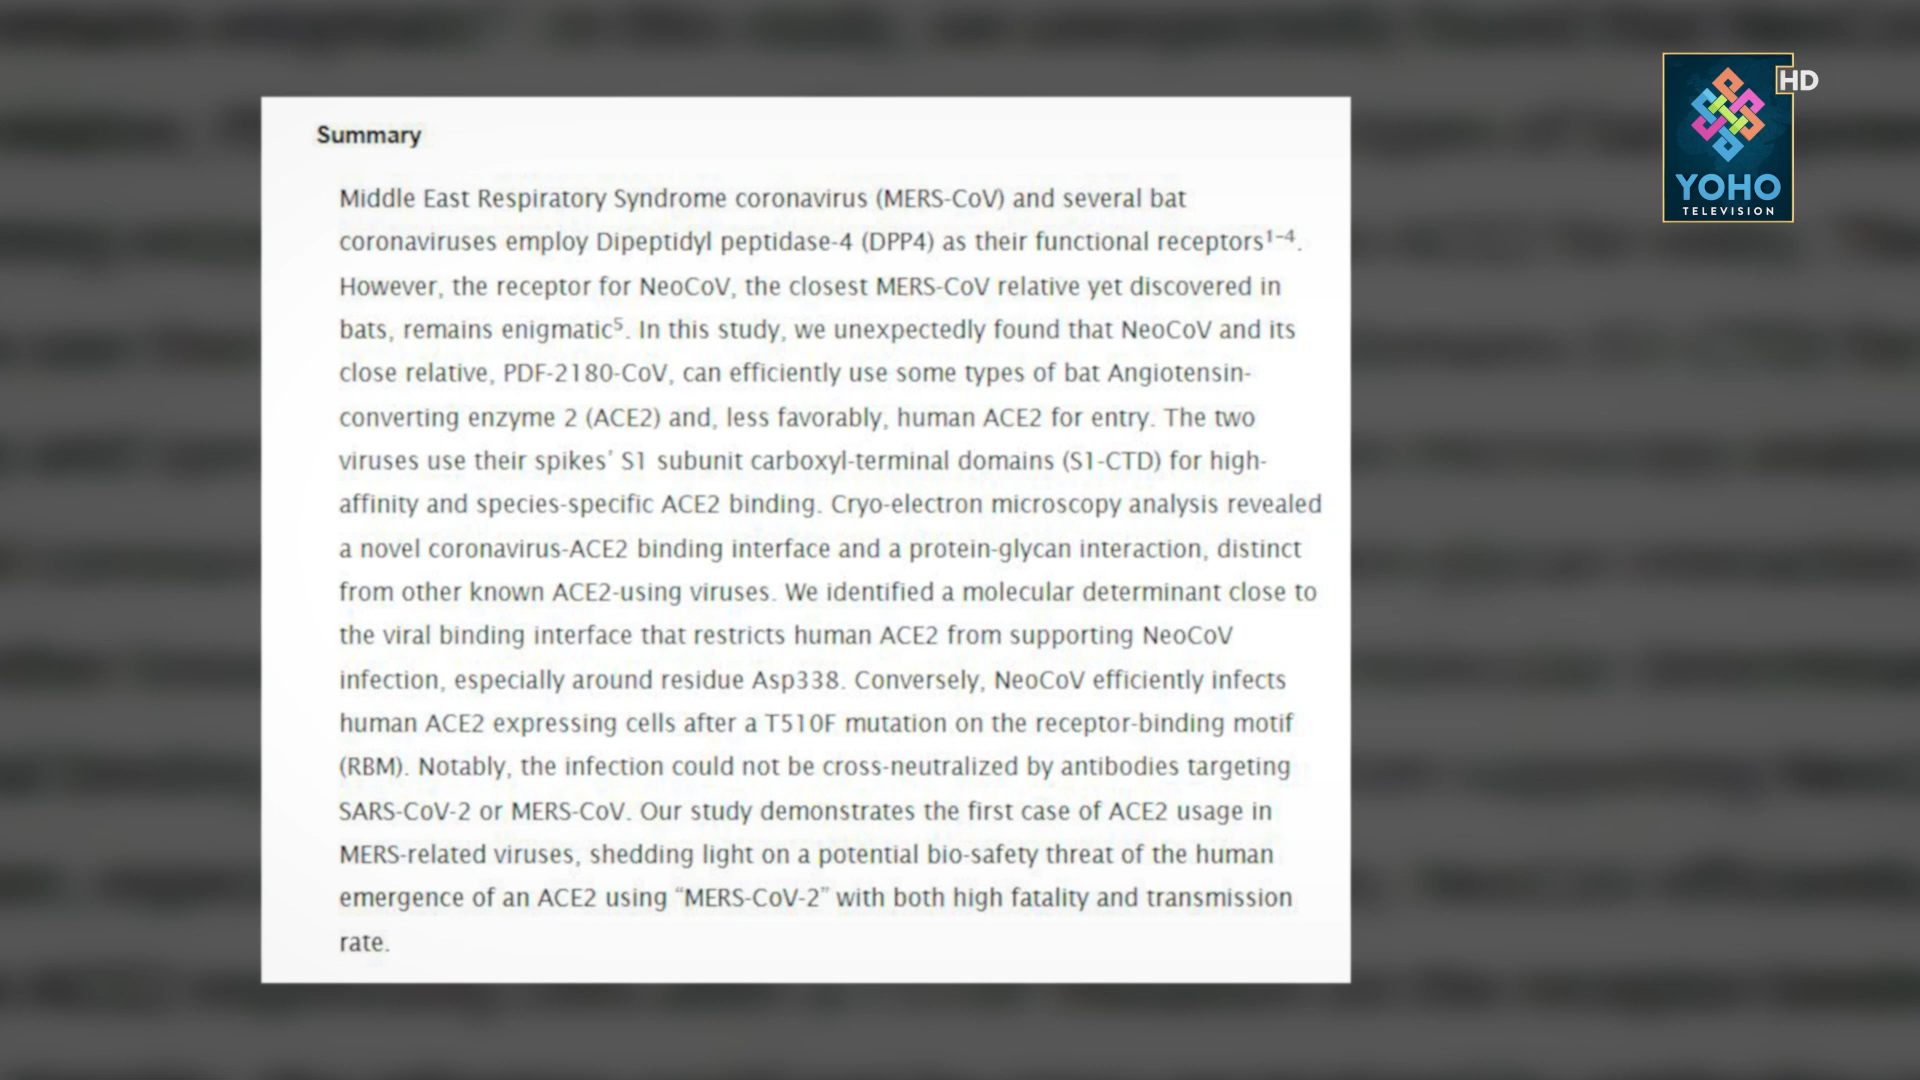 HD
YOHO
TELEVISION
Summary
Middle East Respiratory Syndrome coronavirus (MERS-CoV) and several bat
coronaviruses employ Dipeptidyl peptidase-4 (DPP4) as their functional receptors¹⁻⁴.
However, the receptor for NeoCoV, the closest MERS-CoV relative yet discovered in
bats, remains enigmatic⁵. In this study, we unexpectedly found that NeoCoV and its
close relative, PDF-2180-CoV, can efficiently use some types of bat Angiotensin-
converting enzyme 2 (ACE2) and, less favorably, human ACE2 for entry. The two
viruses use their spikes’ S1 subunit carboxyl-terminal domains (S1-CTD) for high-
affinity and species-specific ACE2 binding. Cryo-electron microscopy analysis revealed
a novel coronavirus-ACE2 binding interface and a protein-glycan interaction, distinct
from other known ACE2-using viruses. We identified a molecular determinant close to
the viral binding interface that restricts human ACE2 from supporting NeoCoV
infection, especially around residue Asp338. Conversely, NeoCoV efficiently infects
human ACE2 expressing cells after a T510F mutation on the receptor-binding motif
(RBM). Notably, the infection could not be cross-neutralized by antibodies targeting
SARS-CoV-2 or MERS-CoV. Our study demonstrates the first case of ACE2 usage in
MERS-related viruses, shedding light on a potential bio-safety threat of the human
emergence of an ACE2 using “MERS-CoV-2” with both high fatality and transmission
rate.